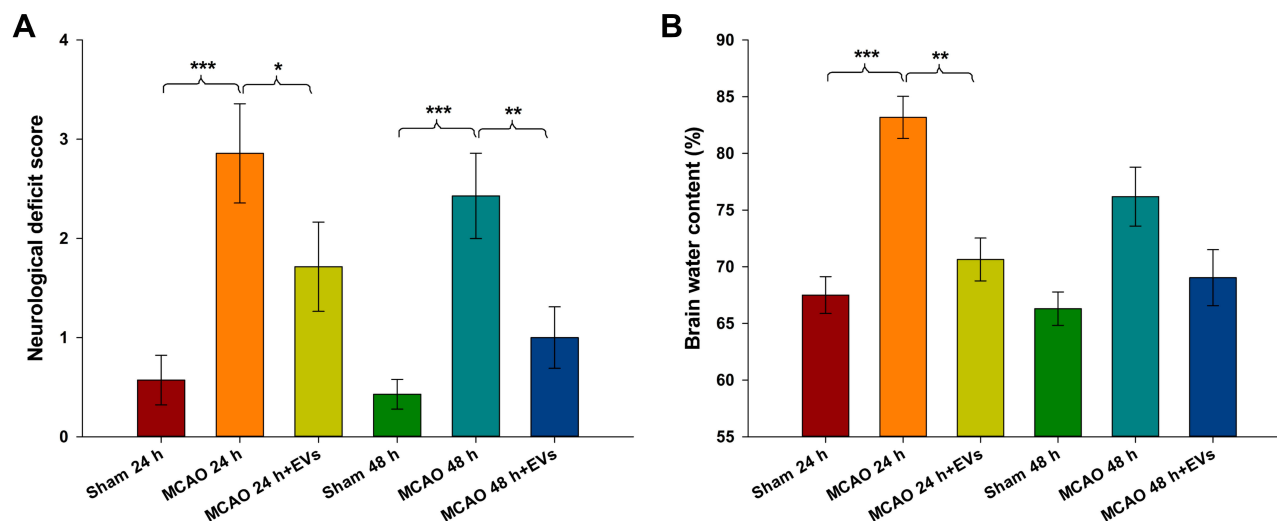 A
Neurological deficit score
4
3
2
1
0
***
*
***
**
Sham 24 h
MCAO 24 h
MCAO 24 h+EVs
Sham 48 h
MCAO 48 h
MCAO 48 h+EVs
B
Brain water content (%)
90
85
80
75
70
65
60
55
***
**
Sham 24 h
MCAO 24 h
MCAO 24 h+EVs
Sham 48 h
MCAO 48 h
MCAO 48 h+EVs